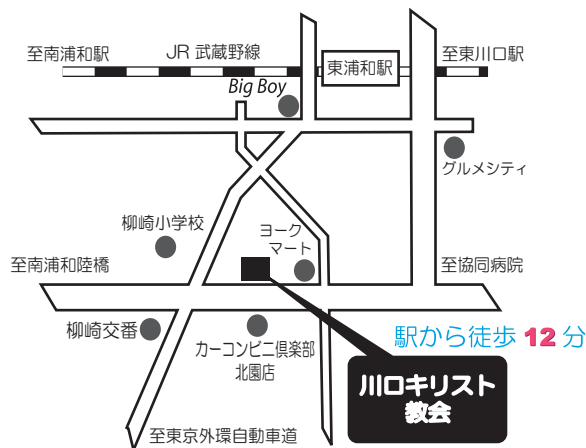 至南浦和駅
JR 武蔵野線
東浦和駅
至東川口駅
Big Boy
グルメシティ
柳崎小学校
ヨーク
マート
至南浦和陸橋
至協同病院
柳崎交番
カーコンビニ倶楽部
北園店
駅から徒歩 12 分
川口キリスト
教会
至東京外環自動車道